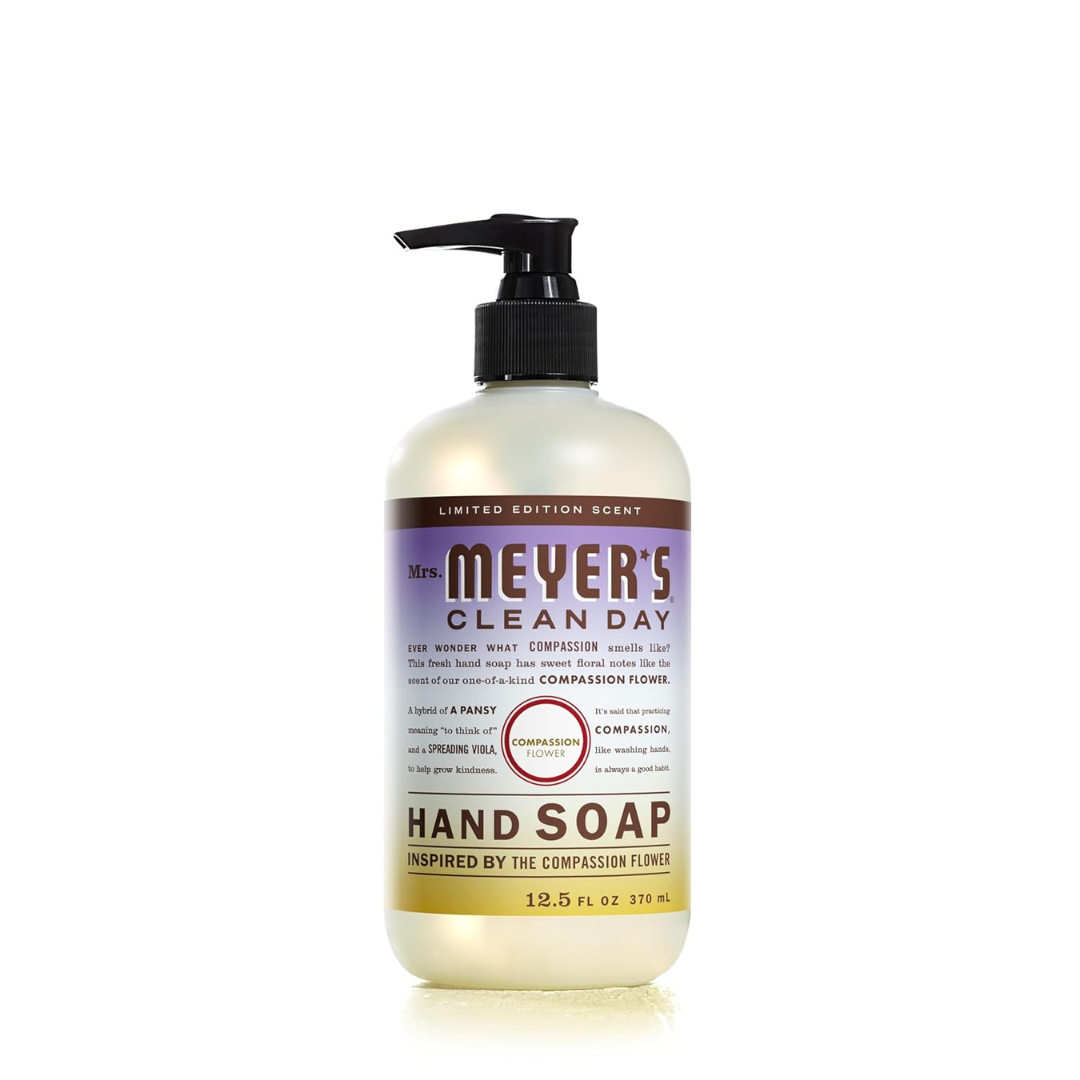 LIMITED EDITION SCENT
Mrs. MEYER'S®
CLEAN DAY
EVER WONDER WHAT COMPASSION smells like?
This fresh hand soap has sweet floral notes like the
scent of our one-of-a-kind COMPASSION FLOWER.
A hybrid of A PANSY
meaning "to think of"
and a SPREADING VIOLA,
to help grow kindness.
COMPASSION
FLOWER
It's said that practicing
COMPASSION,
like washing hands,
is always a good habit.
HAND SOAP
INSPIRED BY THE COMPASSION FLOWER
12.5 FL OZ 370 mL